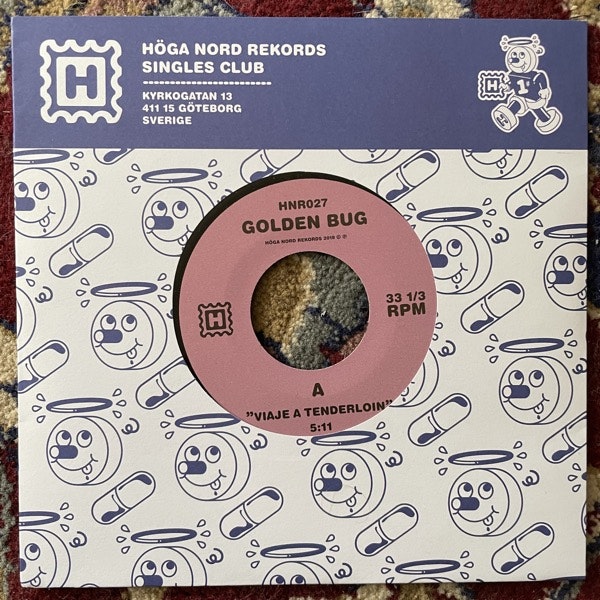 H
HÖGA NORD REKORDS
SINGLES CLUB
KYRKOGATAN 13
411 15 GÖTEBORG
SVERIGE
H
1
HNR027
GOLDEN BUG
HÖGA NORD REKORDS 2018 © ℗
H
33 1/3
RPM
A
"VIAJE A TENDERLOIN"
5:11